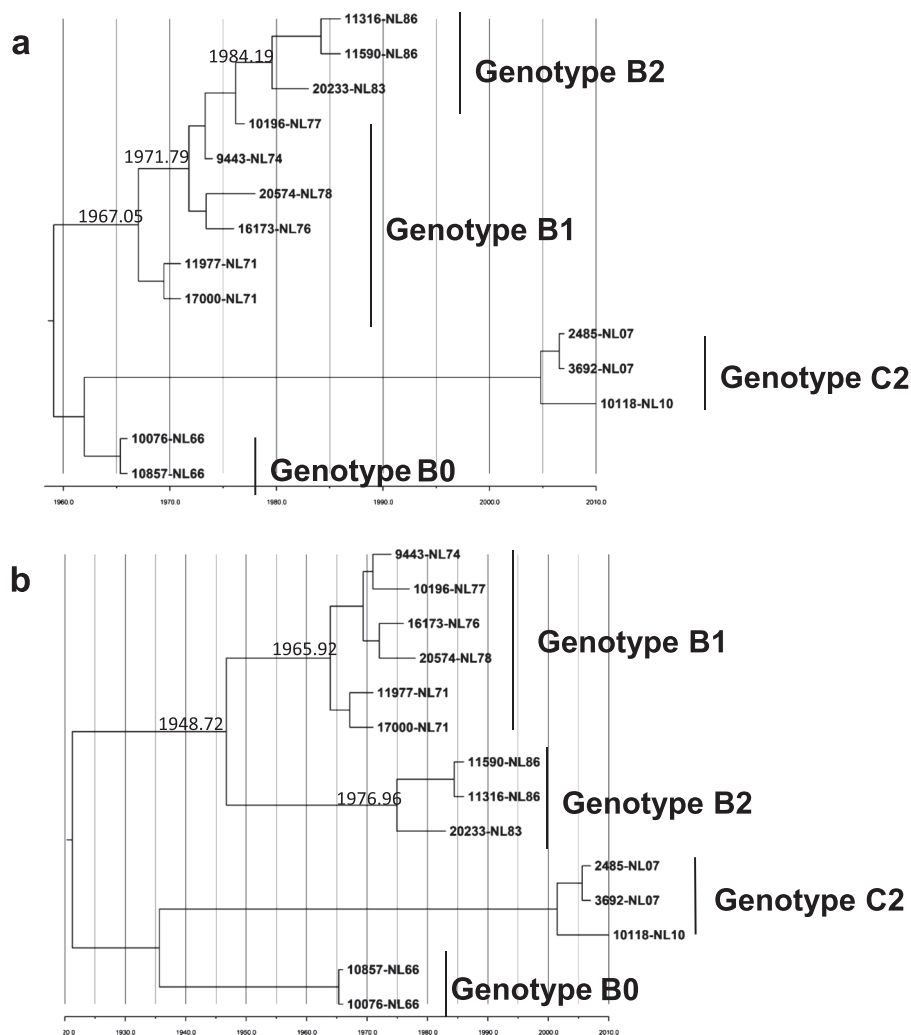 a
11316-NL86
1984.19
11590-NL86
Genotype B2
20233-NL83
10196-NL77
1971.79
9443-NL74
20574-NL78
1967.05
16173-NL76
Genotype B1
11977-NL71
17000-NL71
2485-NL07
3692-NL07
Genotype C2
10118-NL10
10076-NL66
10857-NL66
Genotype B0
1960.0 1970.0 1980.0 1990.0 2000.0 2010.0
b
9443-NL74
10196-NL77
16173-NL76
Genotype B1
1965.92
20574-NL78
11977-NL71
1948.72
17000-NL71
11590-NL86
1976.96
11316-NL86
Genotype B2
20233-NL83
2485-NL07
3692-NL07
Genotype C2
10118-NL10
10857-NL66
Genotype B0
10076-NL66
20.0 1930.0 1940.0 1950.0 1960.0 1970.0 1980.0 1990.0 2000.0 2010.0